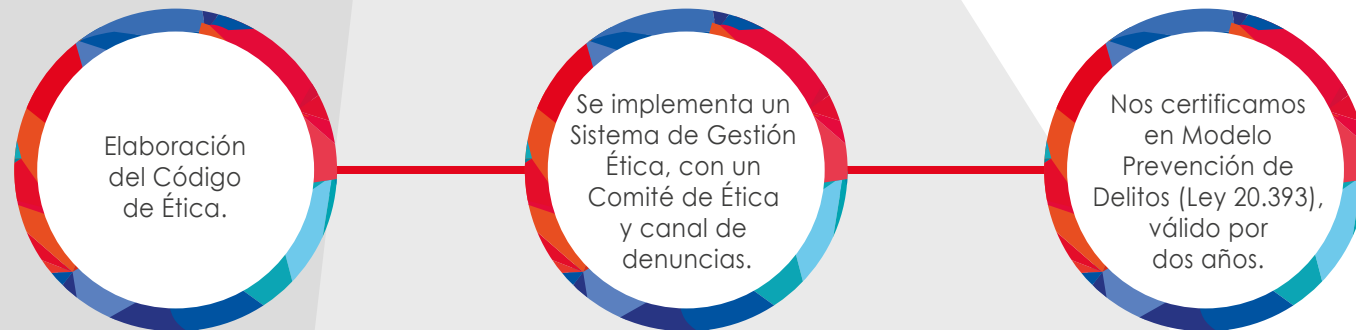 Elaboración
del Código
de Ética.
Se implementa un
Sistema de Gestión
Ética, con un
Comité de Ética
y canal de
denuncias.
Nos certificamos
en Modelo
Prevención de
Delitos (Ley 20.393),
válido por
dos años.